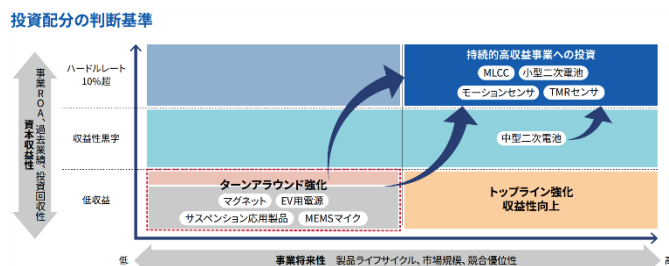 投資配分の判断基準
事業ROA、過去業績、投資回収性
資本収益性
ハードルレート
10%超
収益性黒字
低収益
持続的高収益事業への投資
MLCC 小型二次電池
モーションセンサ TMRセンサ
中型二次電池
ターンアラウンド強化
マグネット EV用電源
サスペンション応用製品 MEMSマイク
トップライン強化
収益性向上
低 事業将来性 製品ライフサイクル、市場規模、競合優位性